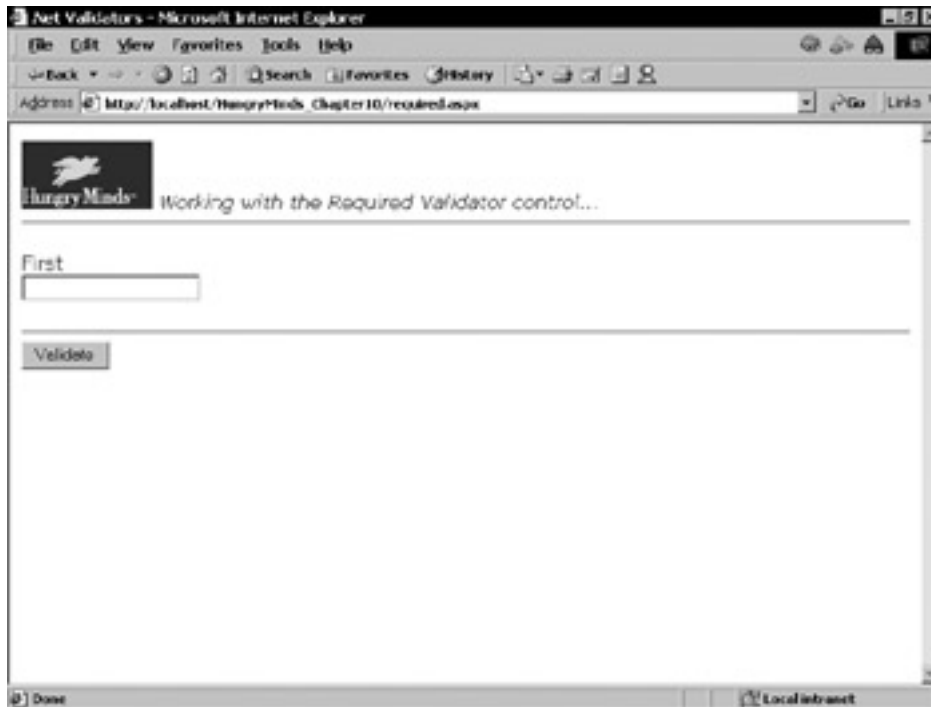 .Net Validators - Microsoft Internet Explorer
File Edit View Favorites Tools Help
Back Search Favorites History
Address http://localhost/HungryMinds_Chapter10/required.aspx Go Links
Hungry Minds
Working with the Required Validator control...
First
Validate
Done Local intranet